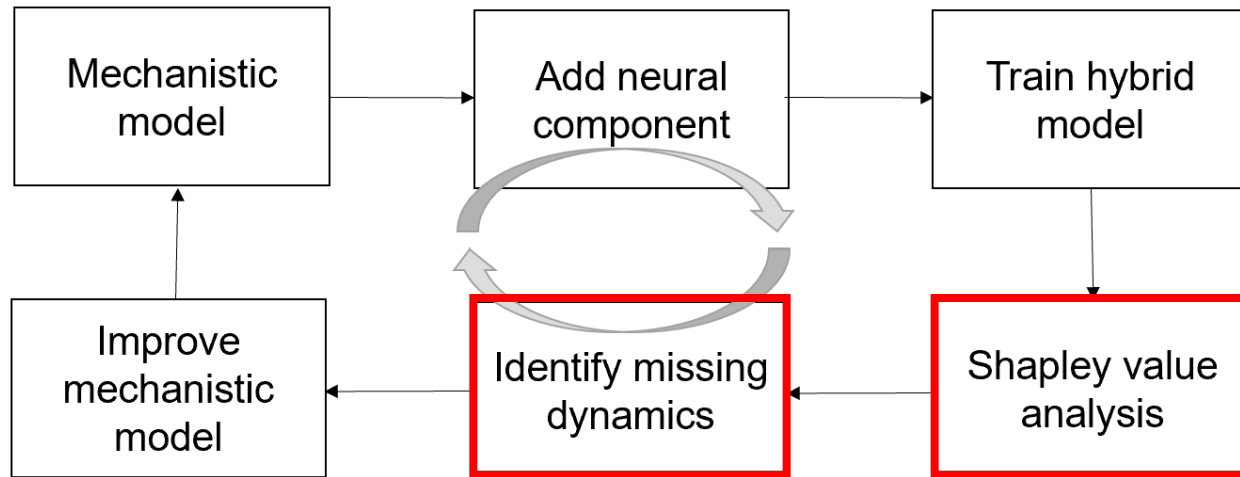 Mechanistic
model
Add neural
component
Train hybrid
model
Improve
mechanistic
model
Identify missing
dynamics
Shapley value
analysis